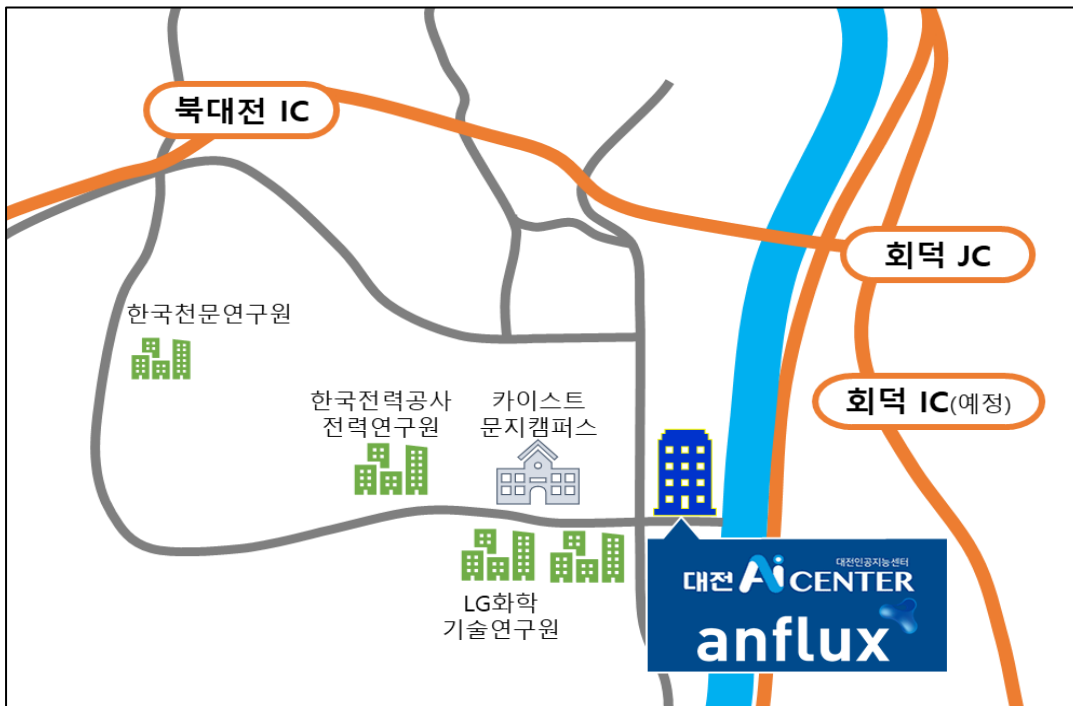 북대전 IC
회덕 JC
한국천문연구원
한국전력공사
전력연구원
카이스트
문지캠퍼스
회덕 IC(예정)
LG화학
기술연구원
대전인공지능센터
대전 Ai CENTER
anflux